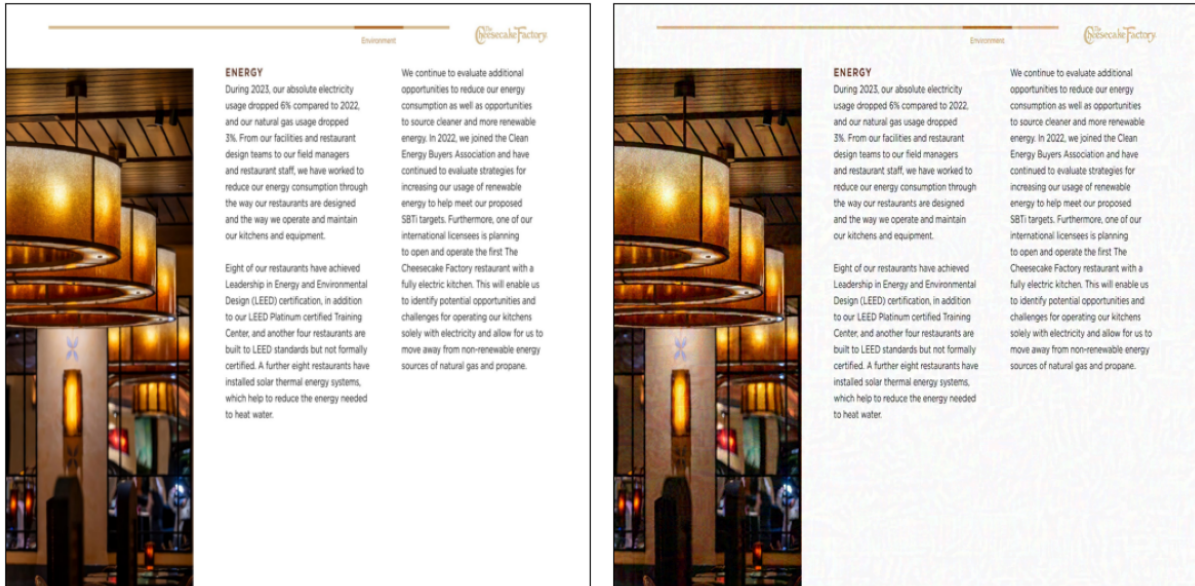 Environment
The
Cheesecake Factory
ENERGY
During 2023, our absolute electricity
usage dropped 6% compared to 2022,
and our natural gas usage dropped
3%. From our facilities and restaurant
design teams to our field managers
and restaurant staff, we have worked to
reduce our energy consumption through
the way our restaurants are designed
and the way we operate and maintain
our kitchens and equipment.
Eight of our restaurants have achieved
Leadership in Energy and Environmental
Design (LEED) certification, in addition
to our LEED Platinum certified Training
Center, and another four restaurants are
built to LEED standards but not formally
certified. A further eight restaurants have
installed solar thermal energy systems,
which help to reduce the energy needed
to heat water.
We continue to evaluate additional
opportunities to reduce our energy
consumption as well as opportunities
to source cleaner and more renewable
energy. In 2022, we joined the Clean
Energy Buyers Association and have
continued to evaluate strategies for
increasing our usage of renewable
energy to help meet our proposed
SBTi targets. Furthermore, one of our
international licensees is planning
to open and operate the first The
Cheesecake Factory restaurant with a
fully electric kitchen. This will enable us
to identify potential opportunities and
challenges for operating our kitchens
solely with electricity and allow for us to
move away from non-renewable energy
sources of natural gas and propane.
Environment
The
Cheesecake Factory
ENERGY
During 2023, our absolute electricity
usage dropped 6% compared to 2022,
and our natural gas usage dropped
3%. From our facilities and restaurant
design teams to our field managers
and restaurant staff, we have worked to
reduce our energy consumption through
the way our restaurants are designed
and the way we operate and maintain
our kitchens and equipment.
Eight of our restaurants have achieved
Leadership in Energy and Environmental
Design (LEED) certification, in addition
to our LEED Platinum certified Training
Center, and another four restaurants are
built to LEED standards but not formally
certified. A further eight restaurants have
installed solar thermal energy systems,
which help to reduce the energy needed
to heat water.
We continue to evaluate additional
opportunities to reduce our energy
consumption as well as opportunities
to source cleaner and more renewable
energy. In 2022, we joined the Clean
Energy Buyers Association and have
continued to evaluate strategies for
increasing our usage of renewable
energy to help meet our proposed
SBTi targets. Furthermore, one of our
international licensees is planning
to open and operate the first The
Cheesecake Factory restaurant with a
fully electric kitchen. This will enable us
to identify potential opportunities and
challenges for operating our kitchens
solely with electricity and allow for us to
move away from non-renewable energy
sources of natural gas and propane.